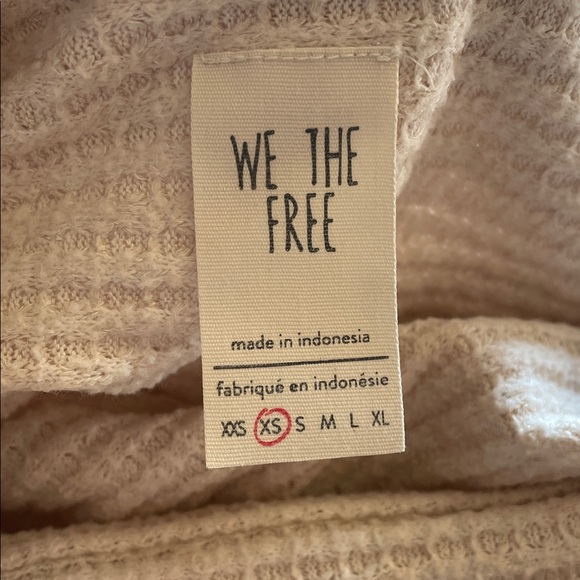 WE THE
FREE
made in indonesia
fabriqué en indonésie
XXS XS S M L XL